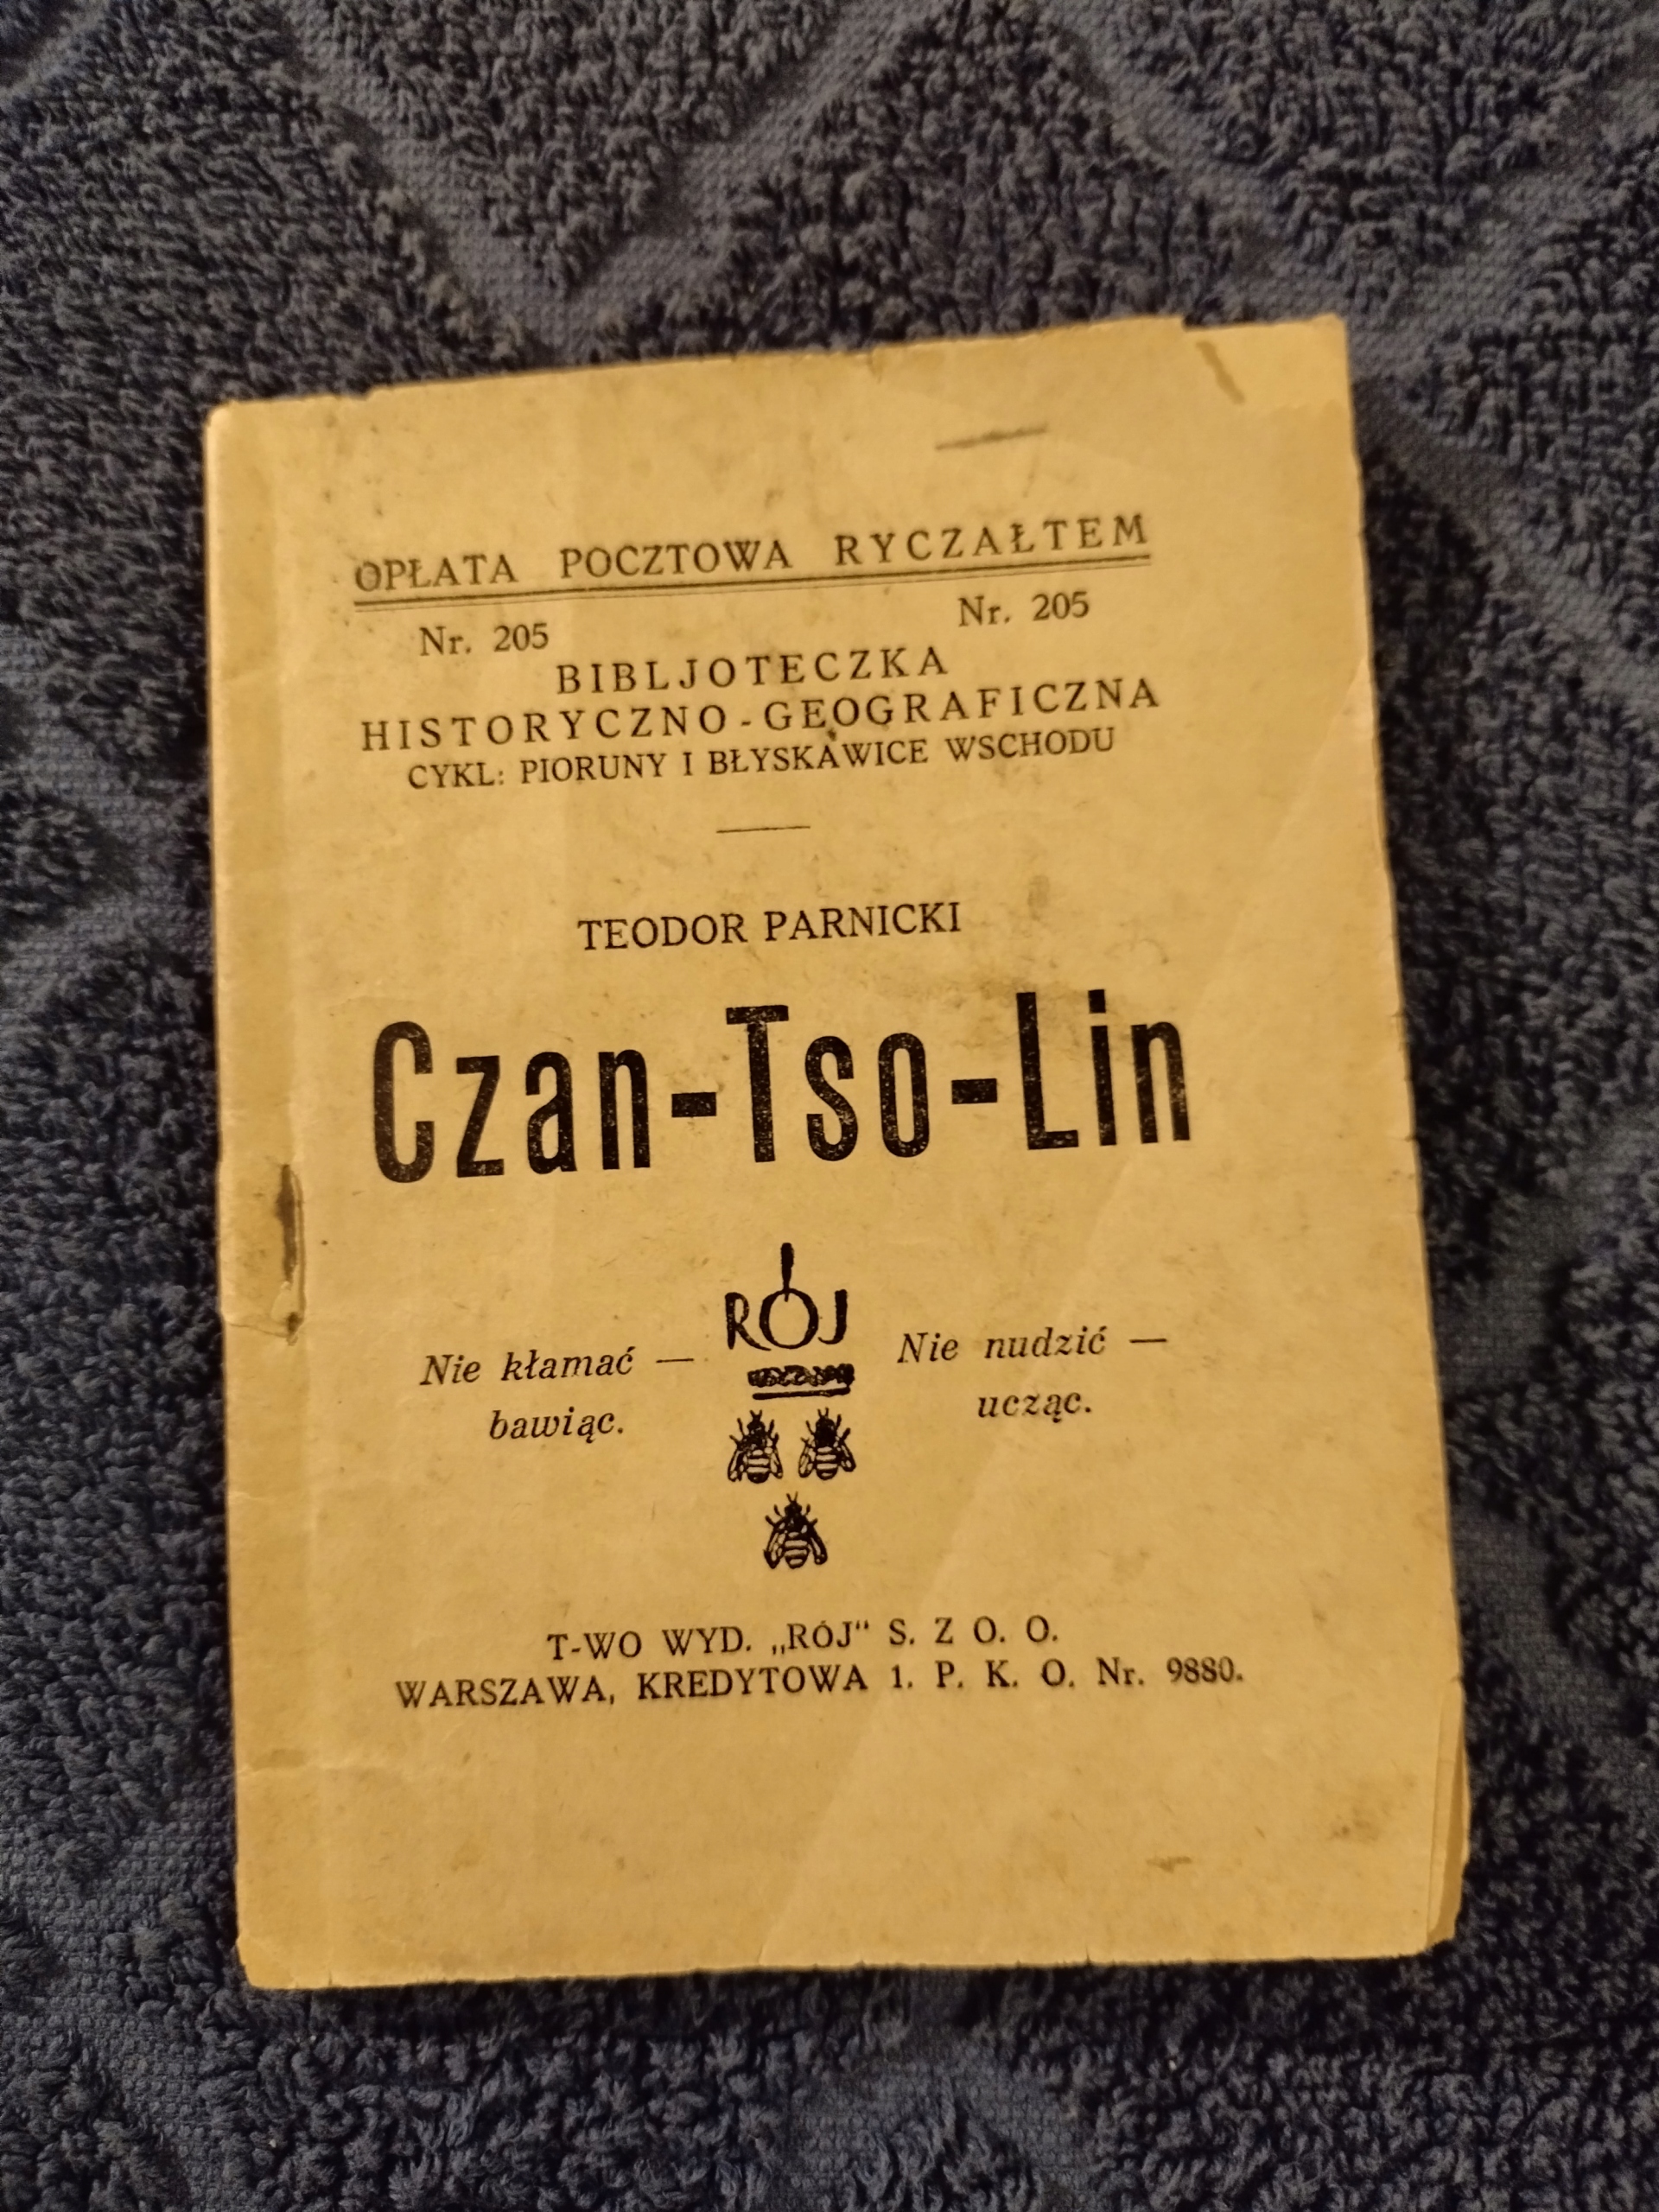 OPŁATA POCZTOWA RYCZAŁTEM
Nr. 205 Nr. 205
BIBLJOTECZKA
HISTORYCZNO-GEOGRAFICZNA
CYKL: PIORUNY I BŁYSKAWICE WSCHODU
TEODOR PARNICKI
Czan-Tso-Lin
RÓJ
Nie kłamać —
bawiąc.
Nie nudzić —
ucząc.
T-WO WYD. „RÓJ“ S. Z O. O.
WARSZAWA, KREDYTOWA 1. P. K. O. Nr. 9880.